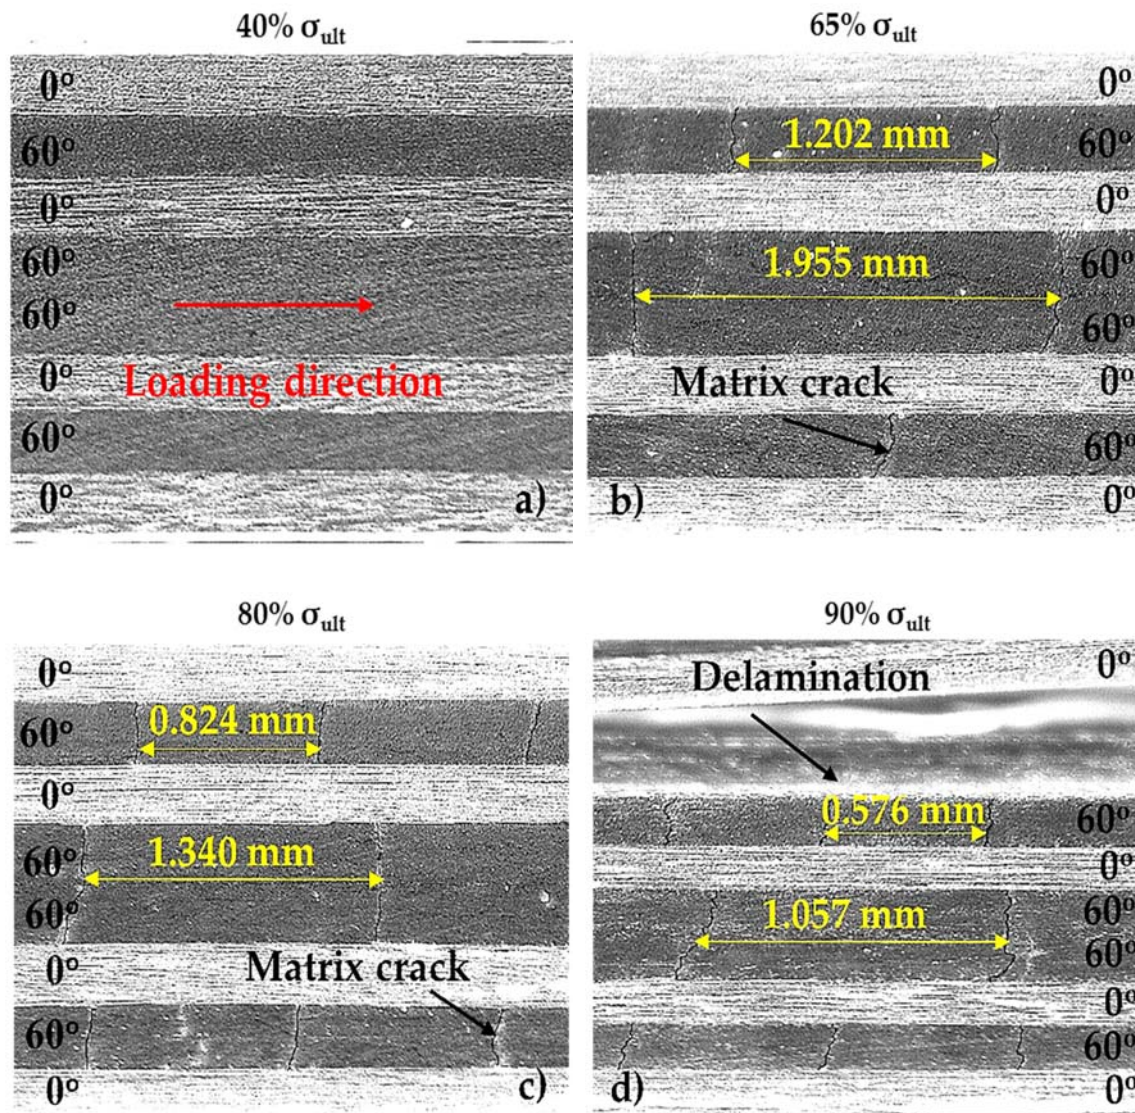 40% σult
0°
60°
0°
60°
60°
Loading direction
0°
60°
0°
a)
65% σult
0°
1.202 mm
60°
0°
1.955 mm
60°
60°
Matrix crack
0°
60°
b)
0°
80% σult
0°
60°
0.824 mm
0°
60°
1.340 mm
60°
0°
Matrix crack
60°
0°
c)
90% σult
0°
Delamination
0.576 mm
60°
0°
60°
1.057 mm
60°
0°
60°
d)
0°